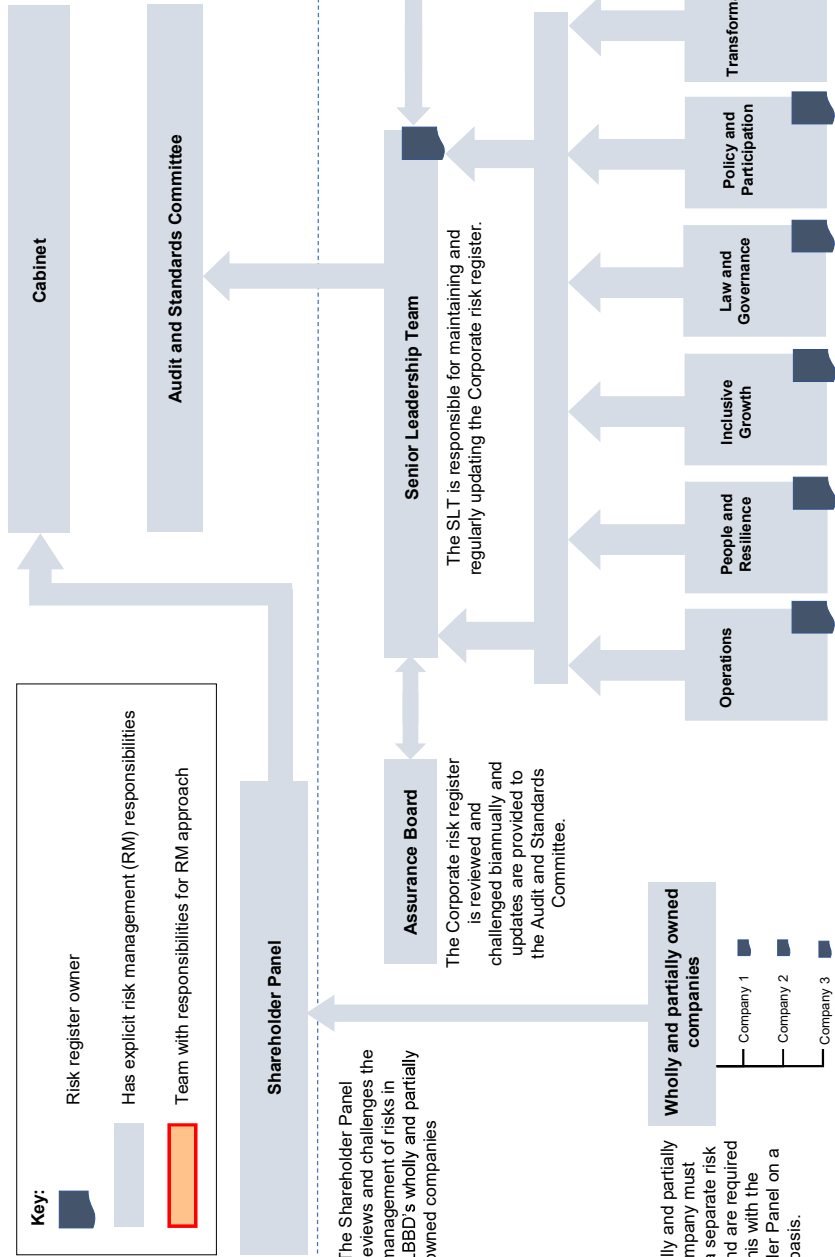 Key:
Risk register owner
Has explicit risk management (RM) responsibilities
Team with responsibilities for RM approach
Cabinet
Audit and Standards Committee
Shareholder Panel
The Shareholder Panel
eviews and challenges the
management of risks in
BBD's wholly and partially
owned companies
Assurance Board
The Corporate risk register
is reviewed and
challenged biannually and
updates are provided to
the Audit and Standards
Committee.
Senior Leadership Team
The SLT is responsible for maintaining and
regularly updating the Corporate risk register.
lly and partially
mpany must
a separate risk
nd are required
his with the
der Panel on a
basis.
Wholly and partially owned
companies
Company 1
Company 2
Company 3
Operations
People and
Resilience
Inclusive
Growth
Law and
Governance
Policy and
Participation
Transforma